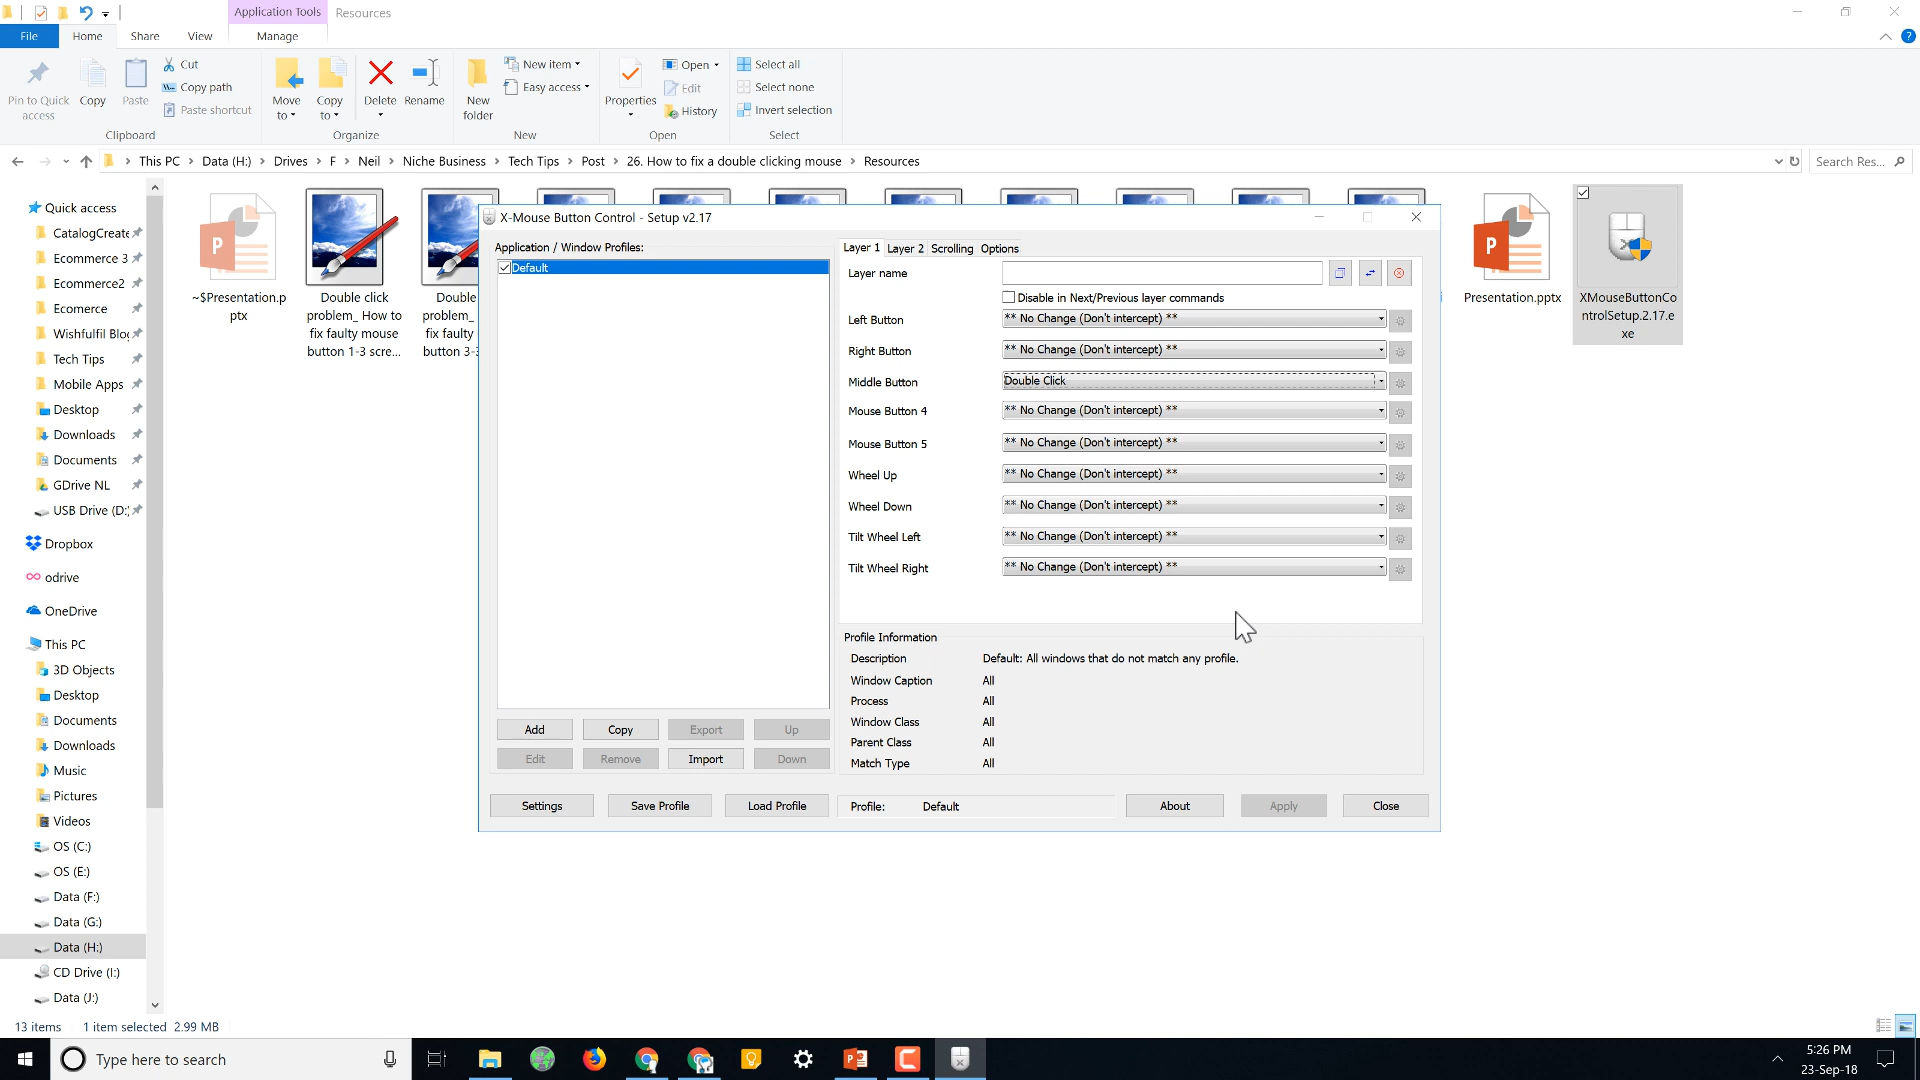 Application Tools
Resources
File
Home
Share
View
Manage
Pin to Quick access
Copy
Paste
Cut
Copy path
Paste shortcut
Clipboard
Move to
Copy to
Delete
Rename
Organize
New folder
New item
Easy access
New
Properties
Open
Edit
History
Open
Select all
Select none
Invert selection
Select
This PC
Data (H:)
Drives
F
Neil
Niche Business
Tech Tips
Post
26. How to fix a double clicking mouse
Resources
Search Res...
Quick access
CatalogCreate
Ecommerce 3
Ecommerce2
Ecomerce
Wishfulfil Blo
Tech Tips
Mobile Apps
Desktop
Downloads
Documents
GDrive NL
USB Drive (D:
Dropbox
odrive
OneDrive
This PC
3D Objects
Desktop
Documents
Downloads
Music
Pictures
Videos
OS (C:)
OS (E:)
Data (F:)
Data (G:)
Data (H:)
CD Drive (I:)
Data (J:)
~$Presentation.p
ptx
Double click
problem_ How to
fix faulty mouse
button 1-3 scre...
Double
problem_
fix faulty
button 3-
Presentation.pptx
XMouseButtonCo
ntrolSetup.2.17.e
xe
X-Mouse Button Control - Setup v2.17
Application / Window Profiles:
Default
Layer 1
Layer 2
Scrolling
Options
Layer name
Disable in Next/Previous layer commands
Left Button
** No Change (Don't intercept) **
Right Button
** No Change (Don't intercept) **
Middle Button
Double Click
Mouse Button 4
** No Change (Don't intercept) **
Mouse Button 5
** No Change (Don't intercept) **
Wheel Up
** No Change (Don't intercept) **
Wheel Down
** No Change (Don't intercept) **
Tilt Wheel Left
** No Change (Don't intercept) **
Tilt Wheel Right
** No Change (Don't intercept) **
Profile Information
Description
Default: All windows that do not match any profile.
Window Caption
All
Process
All
Window Class
All
Parent Class
All
Match Type
All
Add
Copy
Export
Up
Edit
Remove
Import
Down
Settings
Save Profile
Load Profile
Profile:
Default
About
Apply
Close
13 items
1 item selected 2.99 MB
Type here to search
5:26 PM
23-Sep-18